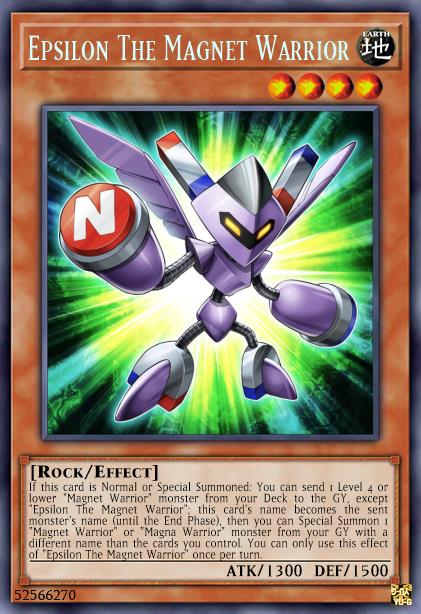 Epsilon The Magnet Warrior
EARTH
地
N
[Rock/Effect]
If this card is Normal or Special Summoned: You can send 1 Level 4 or
lower "Magnet Warrior" monster from your Deck to the GY, except
"Epsilon The Magnet Warrior"; this card's name becomes the sent
monster's name (until the End Phase), then you can Special Summon 1
"Magnet Warrior" or "Magna Warrior" monster from your GY with a
different name than the cards you control. You can only use this effect
of "Epsilon The Magnet Warrior" once per turn.
ATK/1300 DEF/1500
52566270